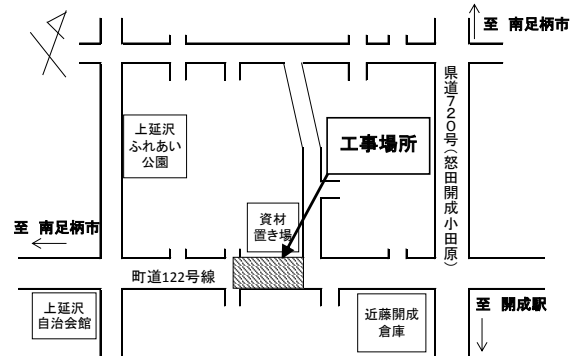 至 南足柄市
県道720号(怒田開成小田原)
上延沢
ふれあい
公園
工事場所
資材
置き場
至 南足柄市
町道122号線
上延沢
自治会館
近藤開成
倉庫
至 開成駅